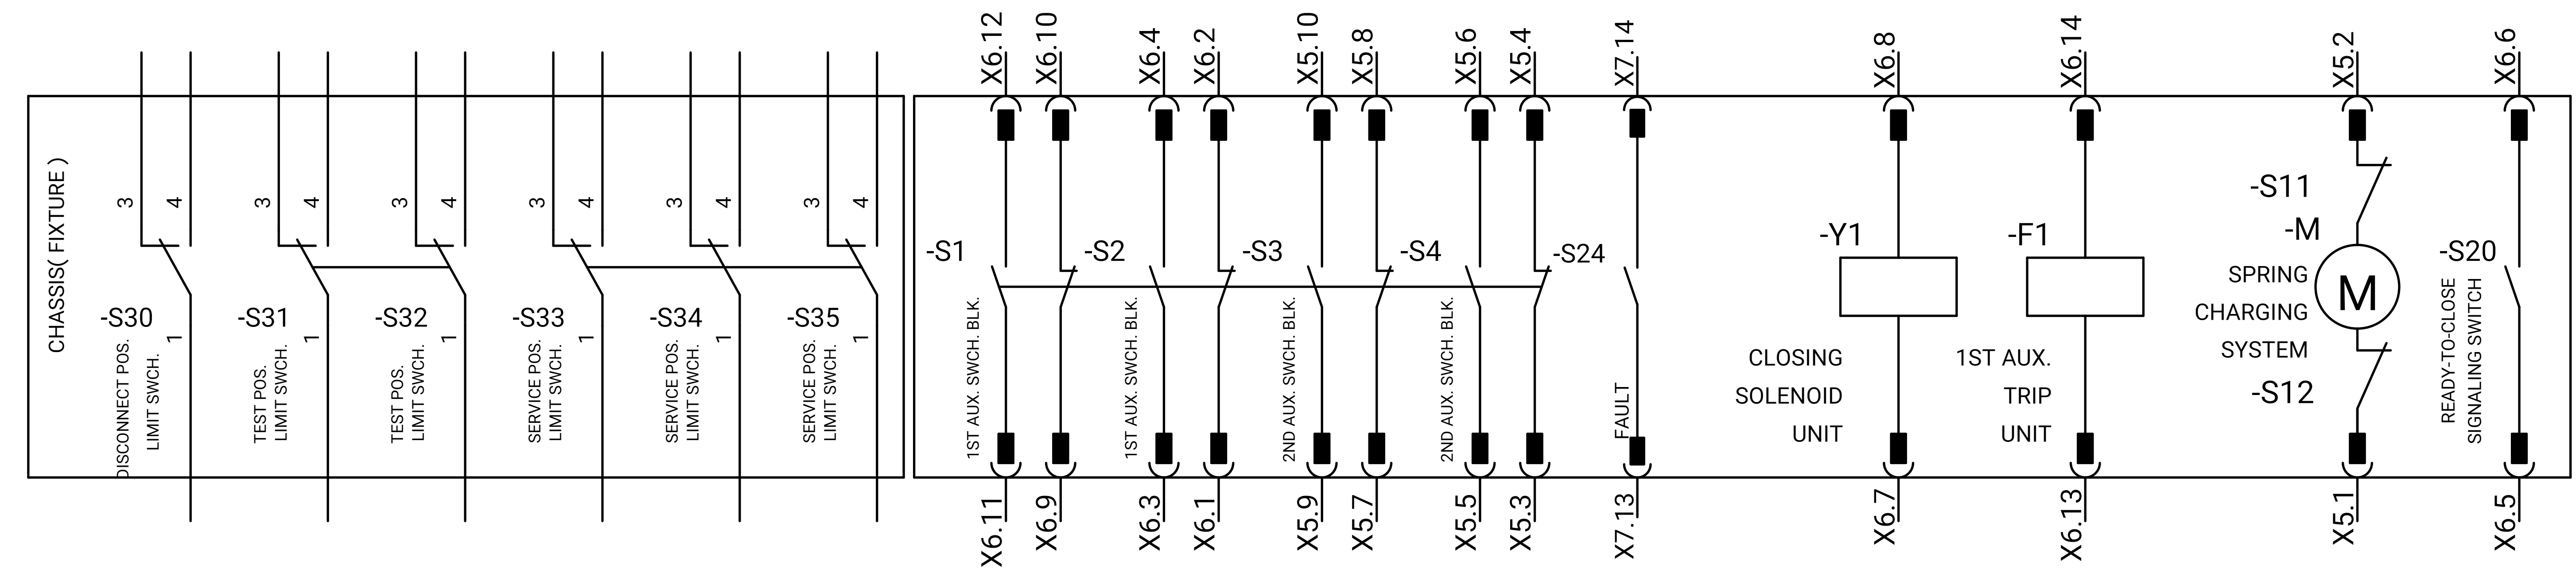 CHASSIS( FIXTURE )
3
4
-S30
1
DISCONNECT POS.
LIMIT SWCH.
3
4
-S31
1
TEST POS.
LIMIT SWCH.
3
4
-S32
1
TEST POS.
LIMIT SWCH.
3
4
-S33
1
SERVICE POS.
LIMIT SWCH.
3
4
-S34
1
SERVICE POS.
LIMIT SWCH.
3
4
-S35
1
SERVICE POS.
LIMIT SWCH.
X6.12
X6.10
-S1
1ST AUX. SWCH. BLK.
X6.11
X6.9
X6.4
X6.2
-S2
1ST AUX. SWCH. BLK.
X6.3
X6.1
X5.10
X5.8
-S3
2ND AUX. SWCH. BLK.
X5.9
X5.7
X5.6
X5.4
-S4
2ND AUX. SWCH. BLK.
X5.5
X5.3
X7.14
-S24
FAULT
X7.13
X6.8
-Y1
CLOSING
SOLENOID
UNIT
X6.7
X6.14
-F1
1ST AUX.
TRIP
UNIT
X6.13
X5.2
-S11
-M
M
SPRING
CHARGING
SYSTEM
-S12
X5.1
X6.6
-S20
READY-TO-CLOSE
SIGNALING SWITCH
X6.5